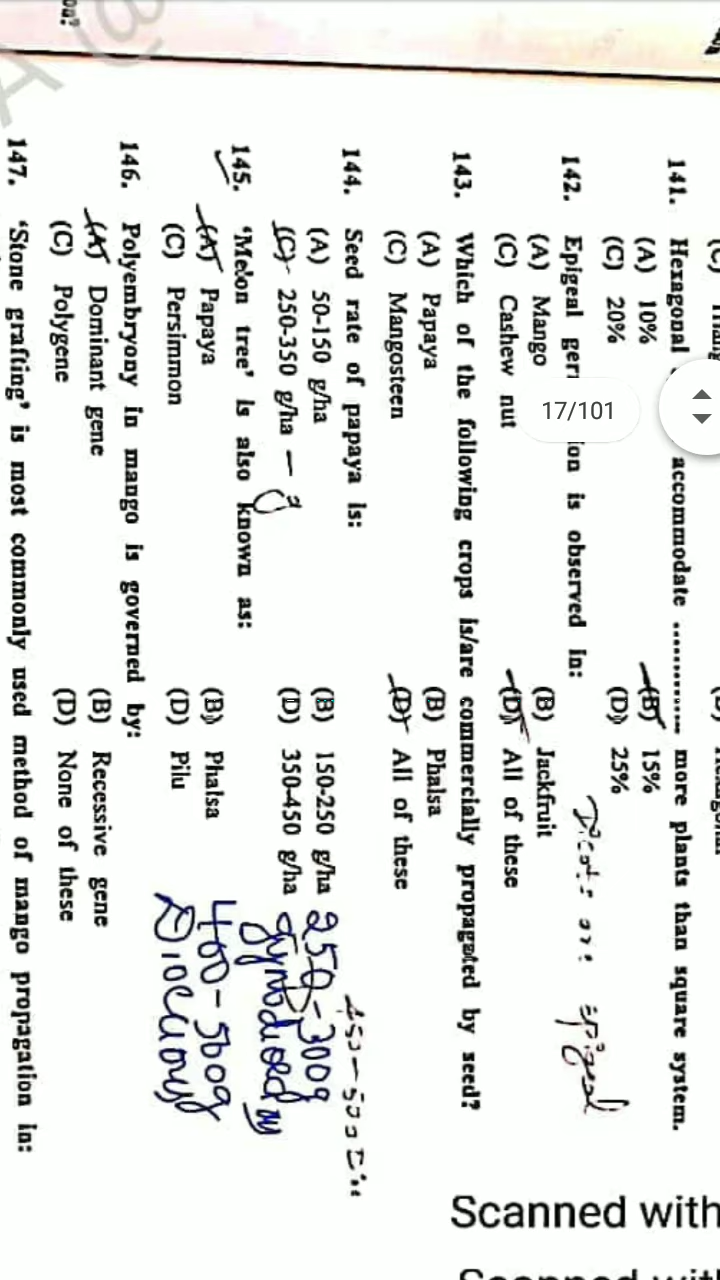 141. Hexagonal accommodate .............. more plants than square system.
(A) 10% (B) 15%
(C) 20% (D) 25%
142. Epigeal is observed in:
(A) Mango (B) Jackfruit
(C) Cashew nut (D) All of these
Dicots are epigeal
143. Which of the following crops is/are commercially propagated by seed?
(A) Papaya (B) Phalsa
(C) Mangosteen (D) All of these
144. Seed rate of papaya is:
(A) 50-150 g/ha (B) 150-250 g/ha
(C) 250-350 g/ha (D) 350-450 g/ha
250-300g
gynodioecious
400-500g
Dioecious
145. 'Melon tree' is also known as:
(A) Papaya (B) Phalsa
(C) Persimmon (D) Pilu
146. Polyembryony in mango is governed by:
(A) Dominant gene (B) Recessive gene
(C) Polygene (D) None of these
147. 'Stone grafting' is most commonly used method of mango propagation in:
17/101
Scanned with